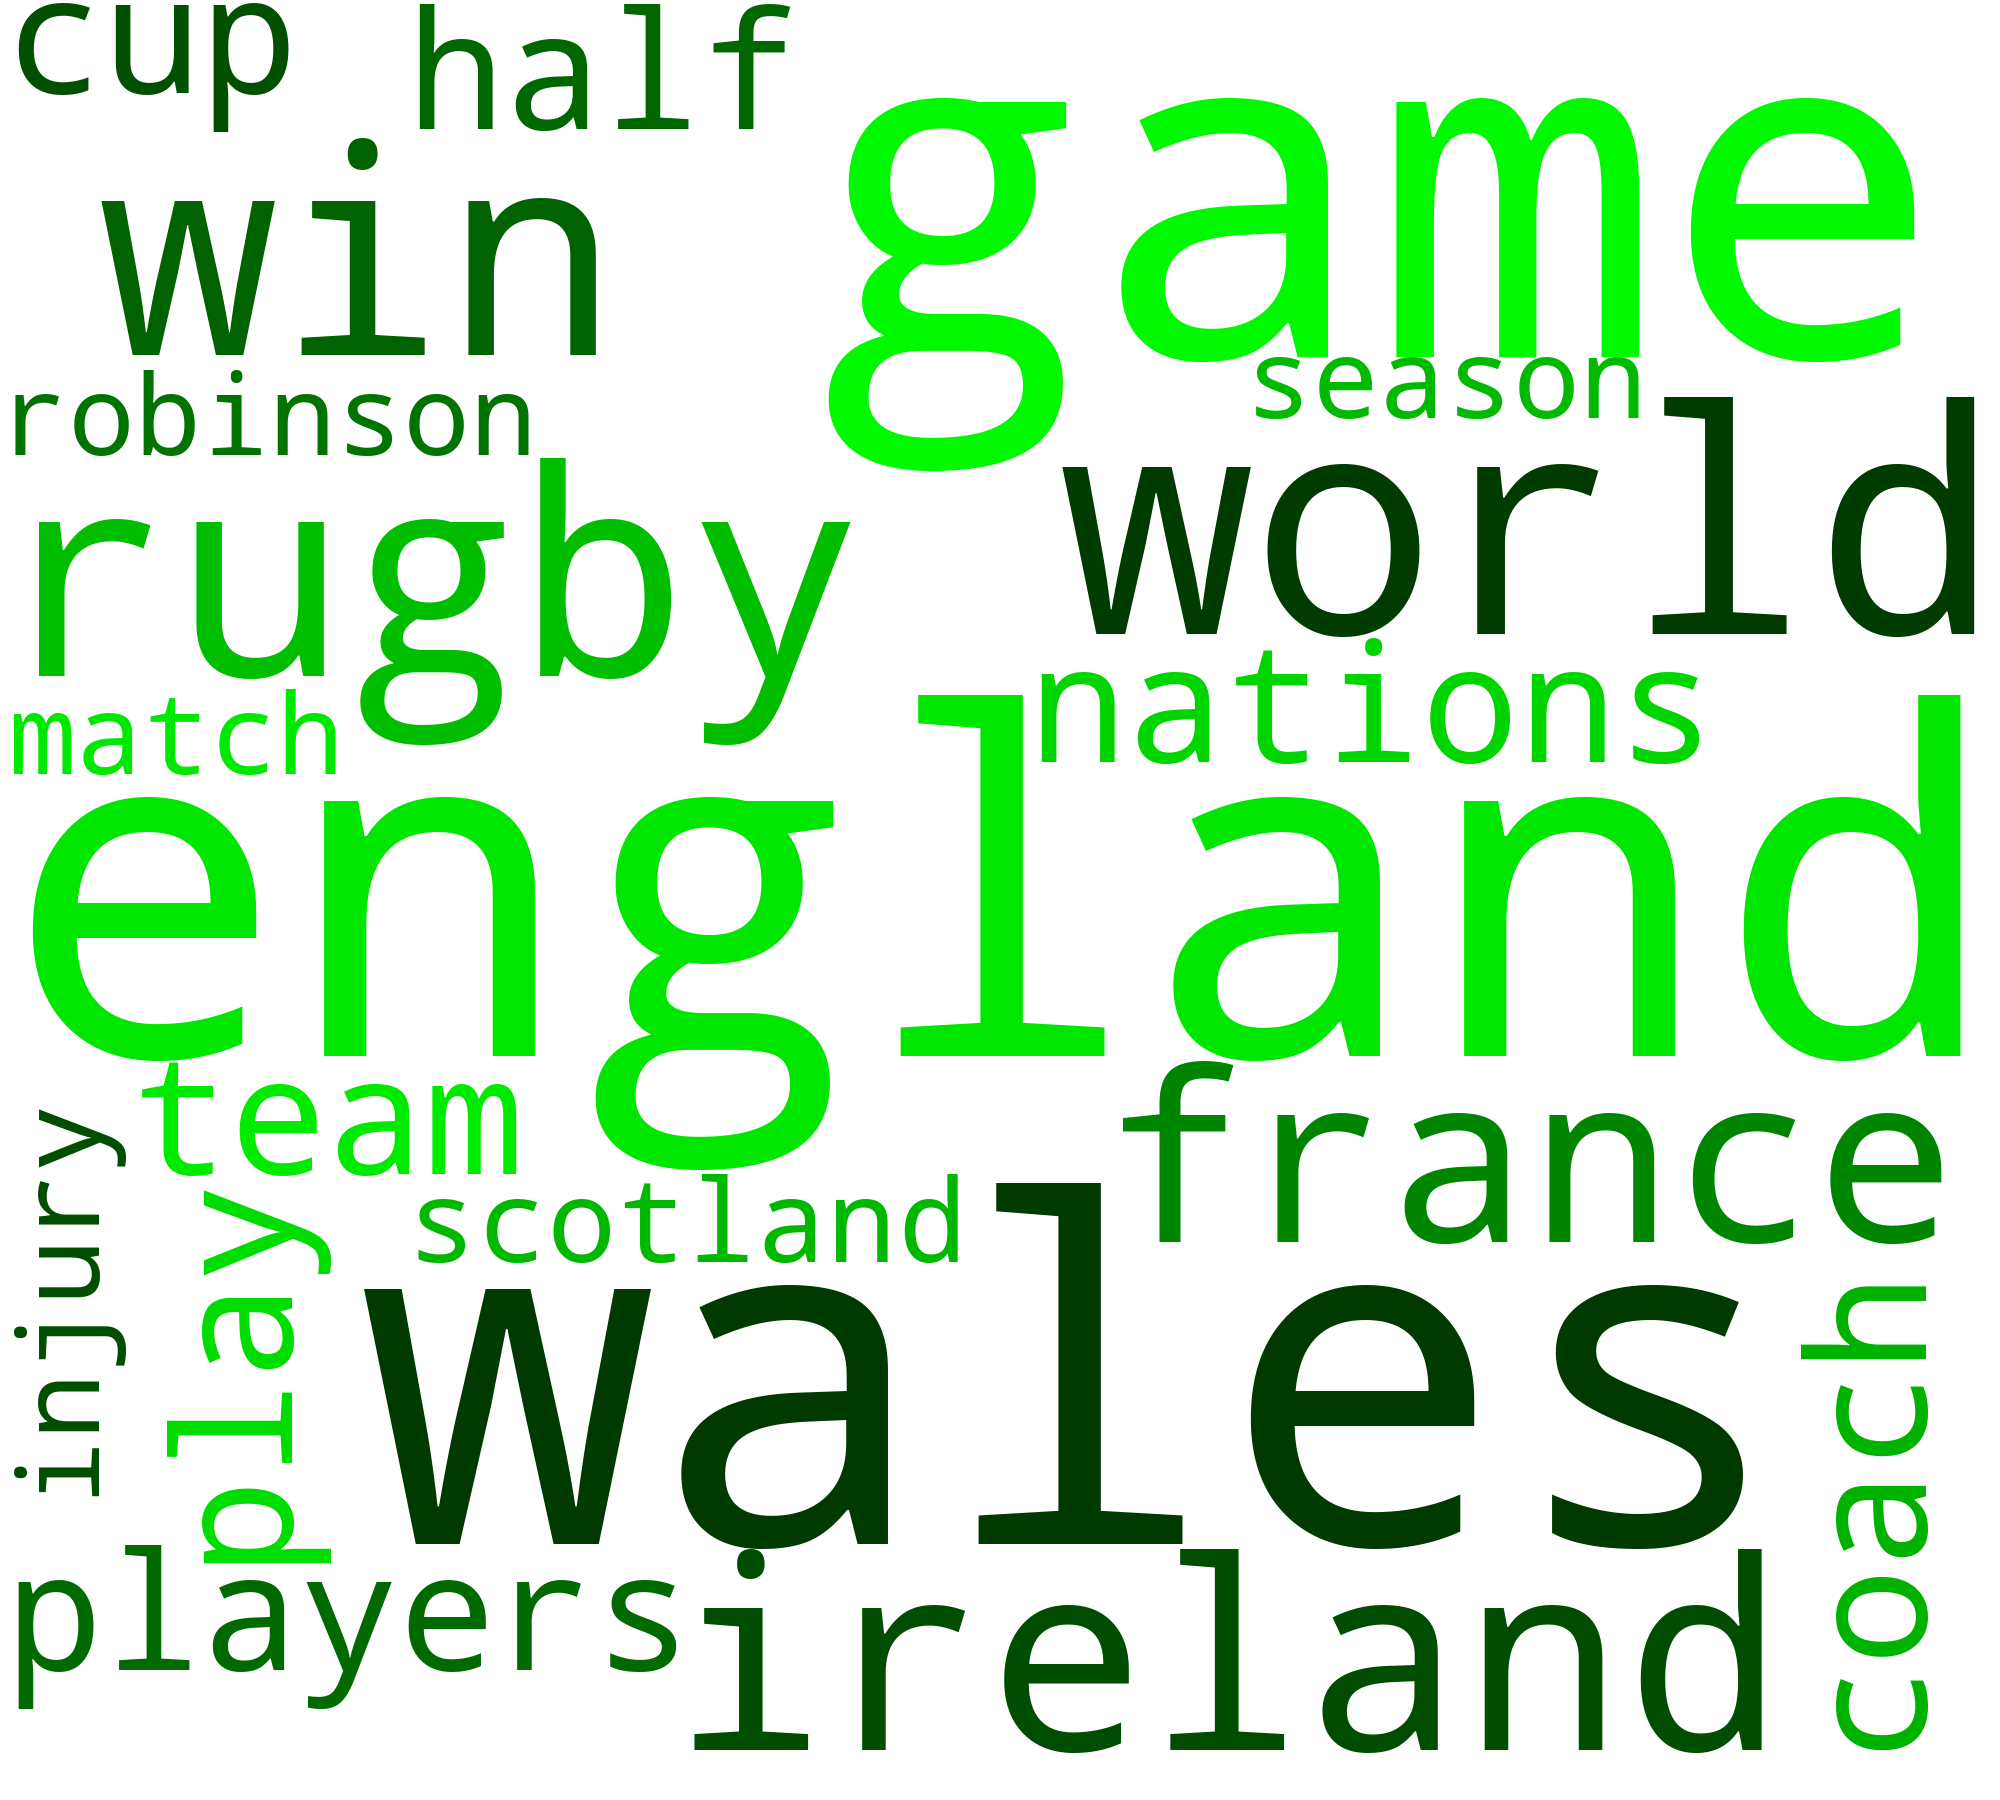 cup half
game
win
robinson
season
rugby
world
match
nations
england
team
france
injury
play
scotland
wales
coach
players
ireland